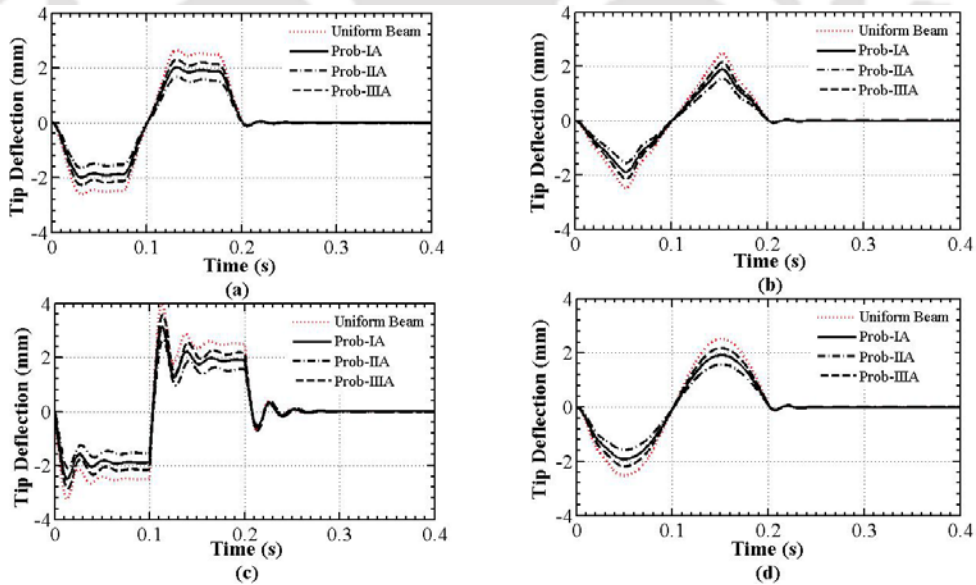 4
2
0
-2
-4
Tip Deflection (mm)
Uniform Beam
Prob-IA
Prob-IIA
Prob-IIIA
0 0.1 0.2 0.3 0.4
Time (s)
(a)
4
2
0
-2
-4
Tip Deflection (mm)
Uniform Beam
Prob-IA
Prob-IIA
Prob-IIIA
0 0.1 0.2 0.3 0.4
Time (s)
(b)
4
2
0
-2
-4
Tip Deflection (mm)
Uniform Beam
Prob-IA
Prob-IIA
Prob-IIIA
0 0.1 0.2 0.3 0.4
Time (s)
(c)
4
2
0
-2
-4
Tip Deflection (mm)
Uniform Beam
Prob-IA
Prob-IIA
Prob-IIIA
0 0.1 0.2 0.3 0.4
Time (s)
(d)